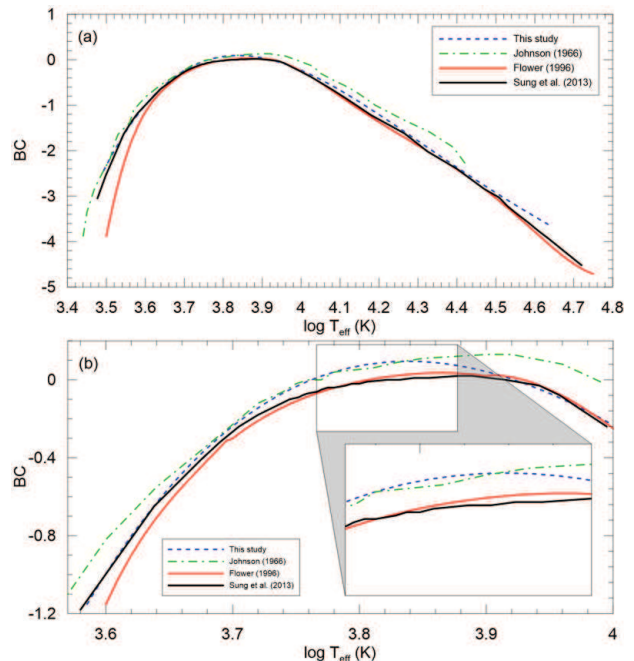 (a)
This study
Johnson (1966)
Flower (1996)
Sung et al. (2013)
1
0
-1
-2
-3
-4
-5
BC
3.4 3.5 3.6 3.7 3.8 3.9 4 4.1 4.2 4.3 4.4 4.5 4.6 4.7 4.8
log Teff (K)
(b)
0
-0.4
-0.8
-1.2
BC
This study
Johnson (1966)
Flower (1996)
Sung et al. (2013)
3.6 3.7 3.8 3.9 4
log Teff (K)